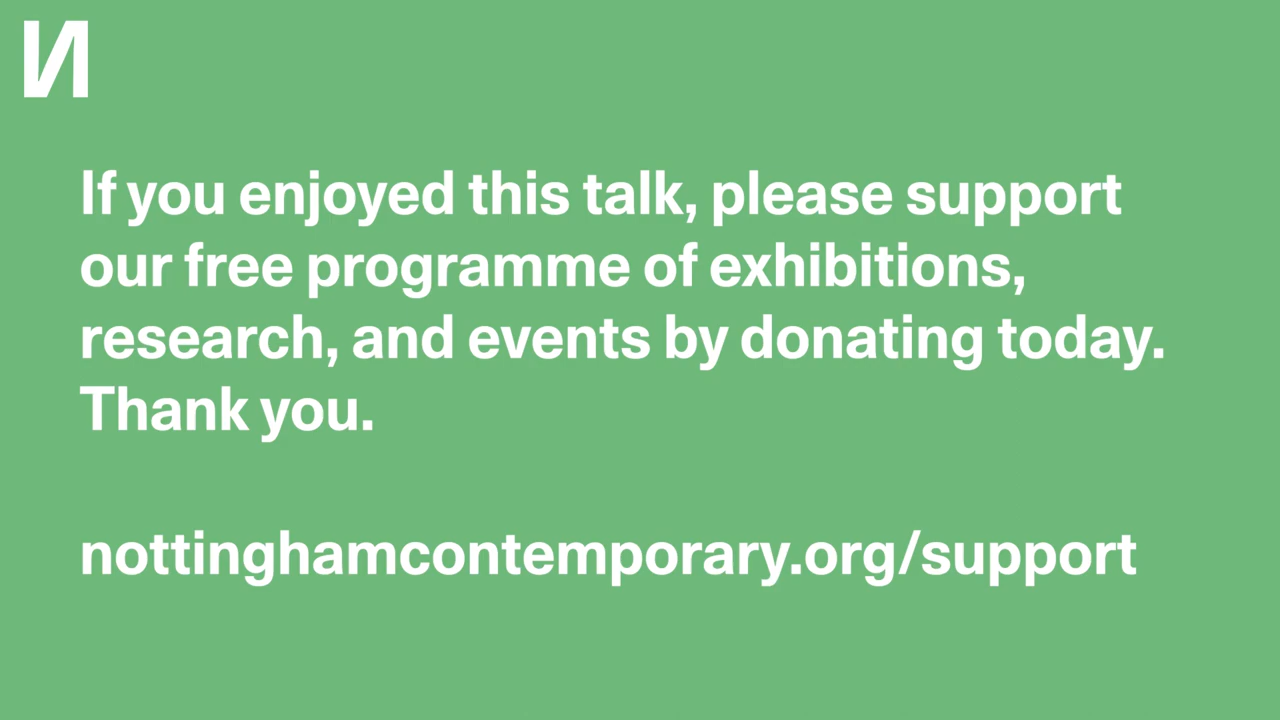 И
If you enjoyed this talk, please support
our free programme of exhibitions,
research, and events by donating today.
Thank you.
nottinghamcontemporary.org/support